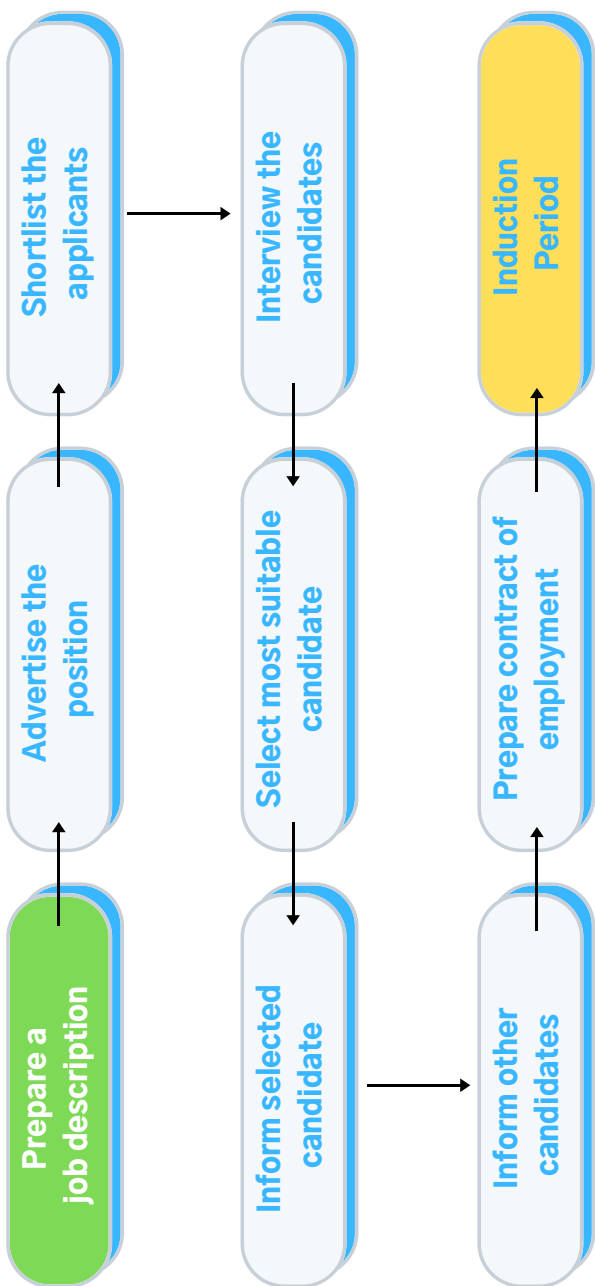 Prepare a
job description
Advertise the
position
Shortlist the
applicants
Interview the
candidates
Select most suitable
candidate
Inform selected
candidate
Inform other
candidates
Prepare contract of
employment
Induction
Period